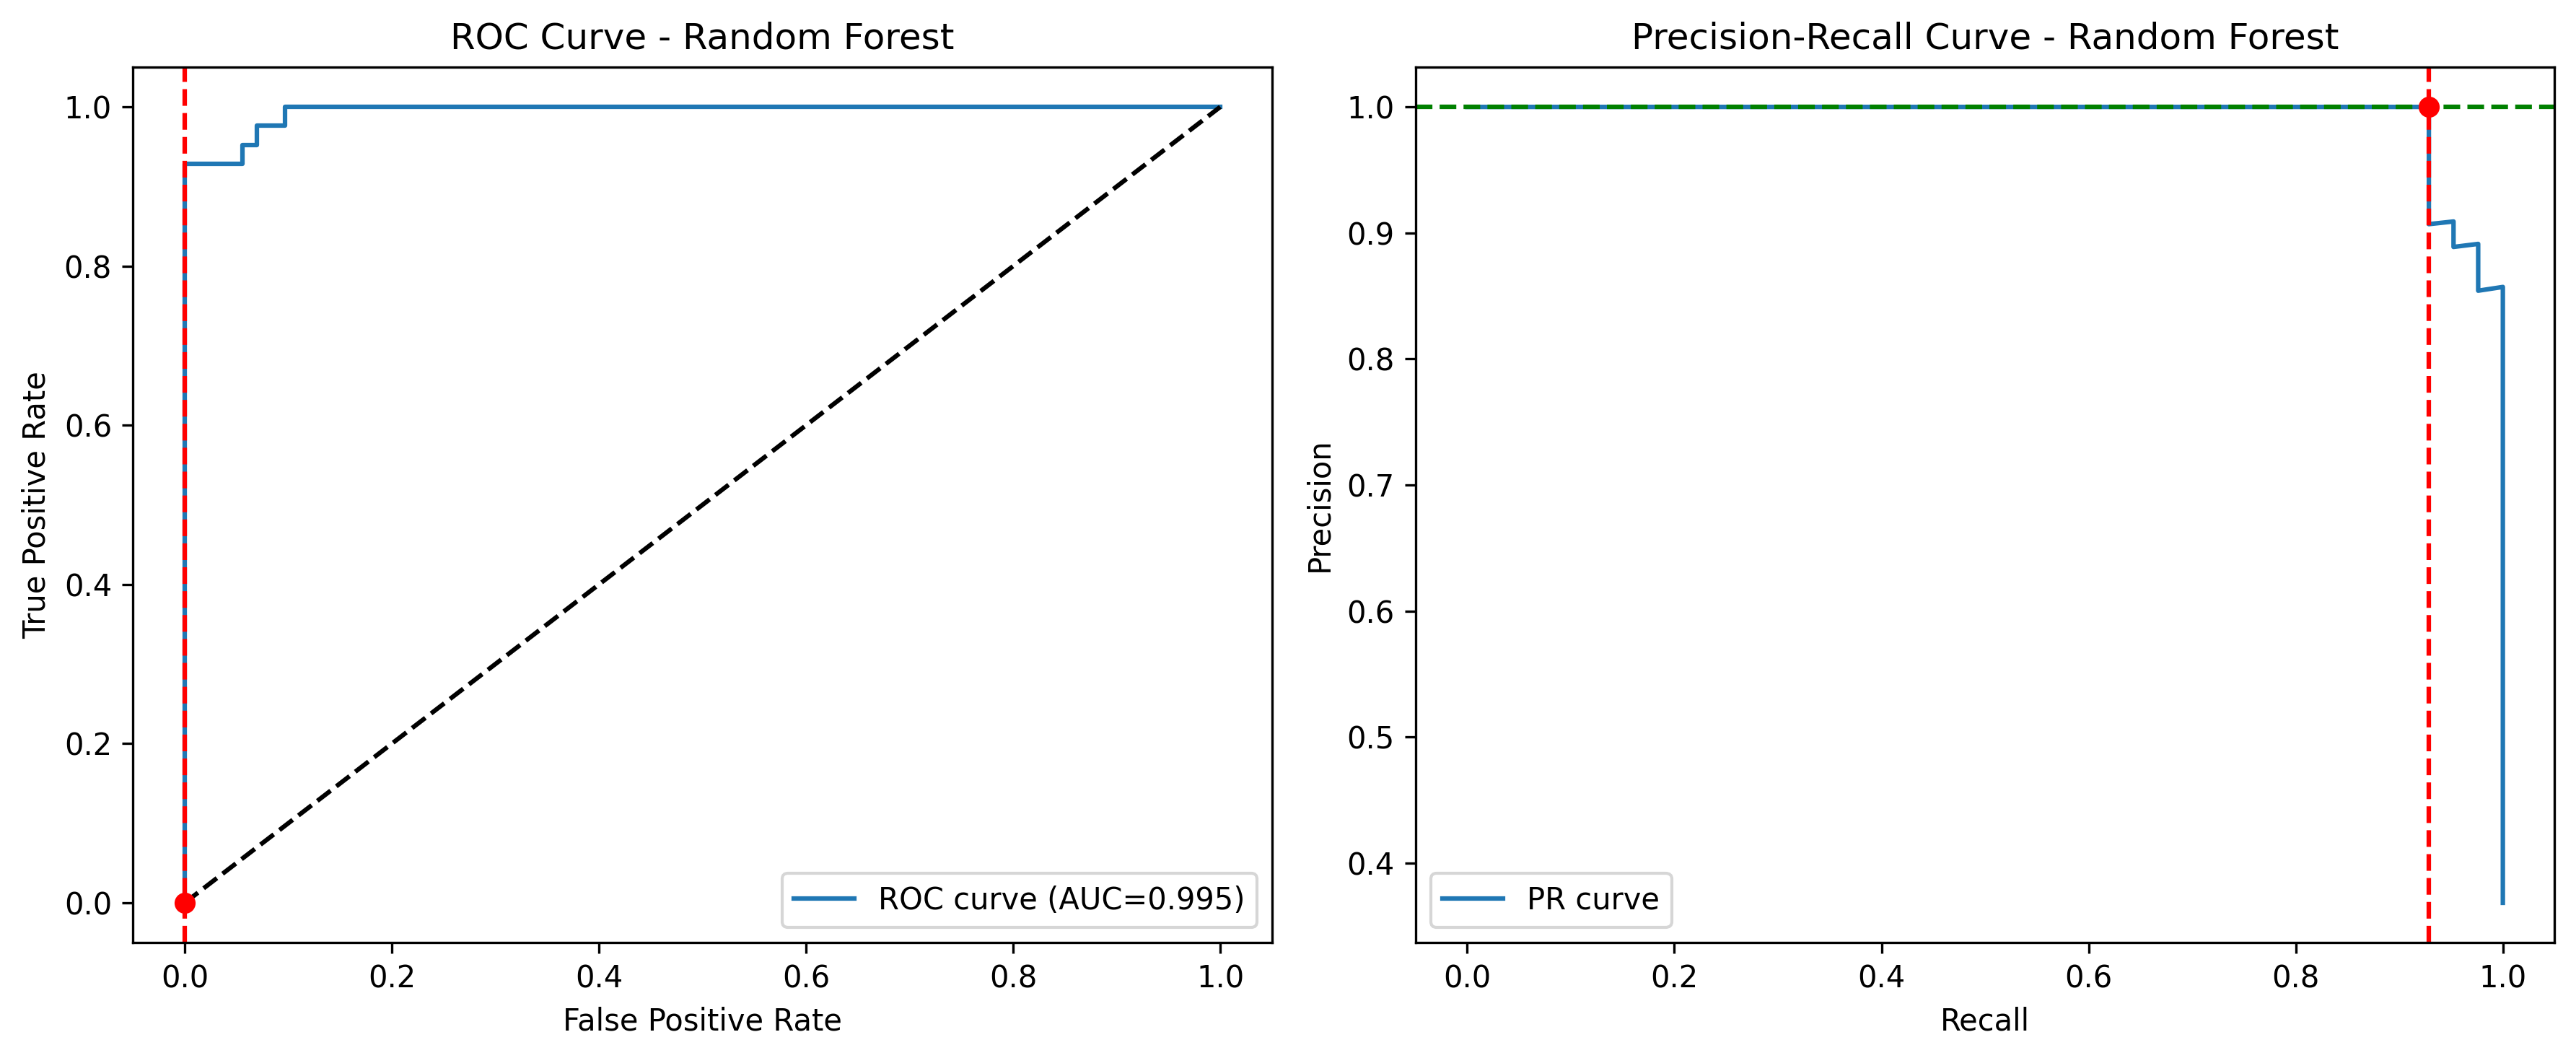 ROC Curve - Random Forest
1.0
0.8
0.6
0.4
0.2
0.0
True Positive Rate
0.0 0.2 0.4 0.6 0.8 1.0
False Positive Rate
ROC curve (AUC=0.995)
Precision-Recall Curve - Random Forest
1.0
0.9
0.8
0.7
0.6
0.5
0.4
Precision
0.0 0.2 0.4 0.6 0.8 1.0
Recall
PR curve